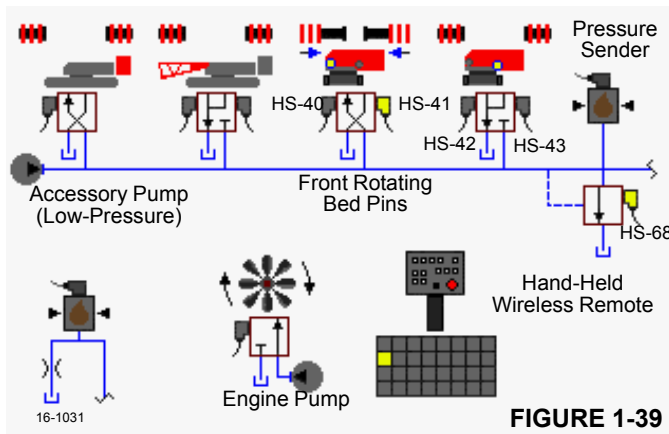 Pressure
Sender
HS-40
HS-41
HS-42
HS-43
Accessory Pump
(Low-Pressure)
Front Rotating
Bed Pins
HS-68
Hand-Held
Wireless Remote
Engine Pump
16-1031
FIGURE 1-39